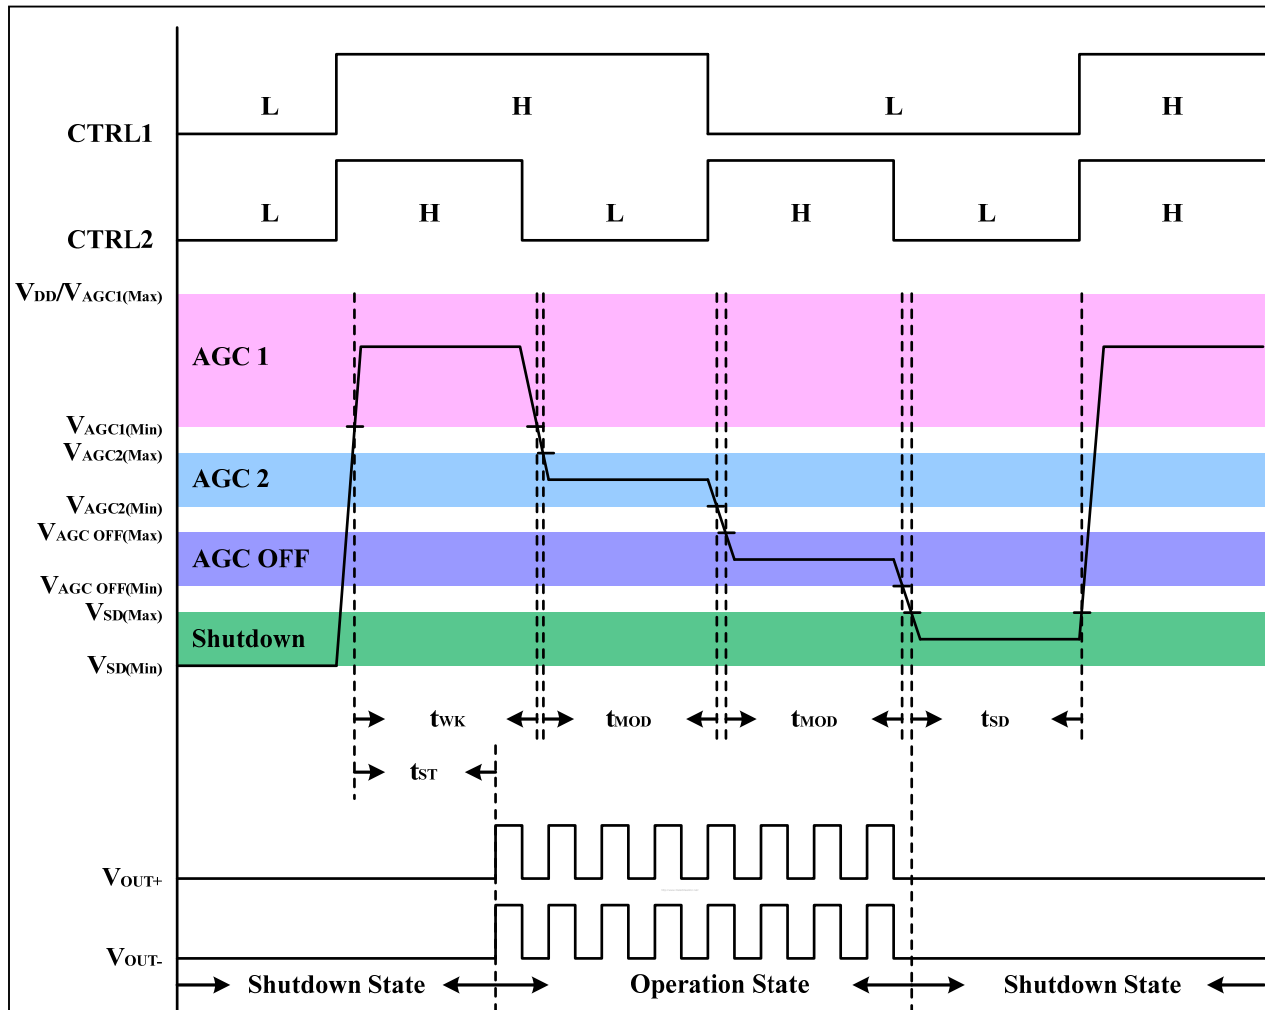 L H L H
CTRL1
L H L H L H
CTRL2
VDD/VAGC1(Max)
AGC 1
VAGC1(Min)
VAGC2(Max)
AGC 2
VAGC2(Min)
VAGC OFF(Max)
AGC OFF
VAGC OFF(Min)
VSD(Max)
Shutdown
VSD(Min)
tWK tMOD tMOD tSD
tST
VOUT+
VOUT-
Shutdown State Operation State Shutdown State